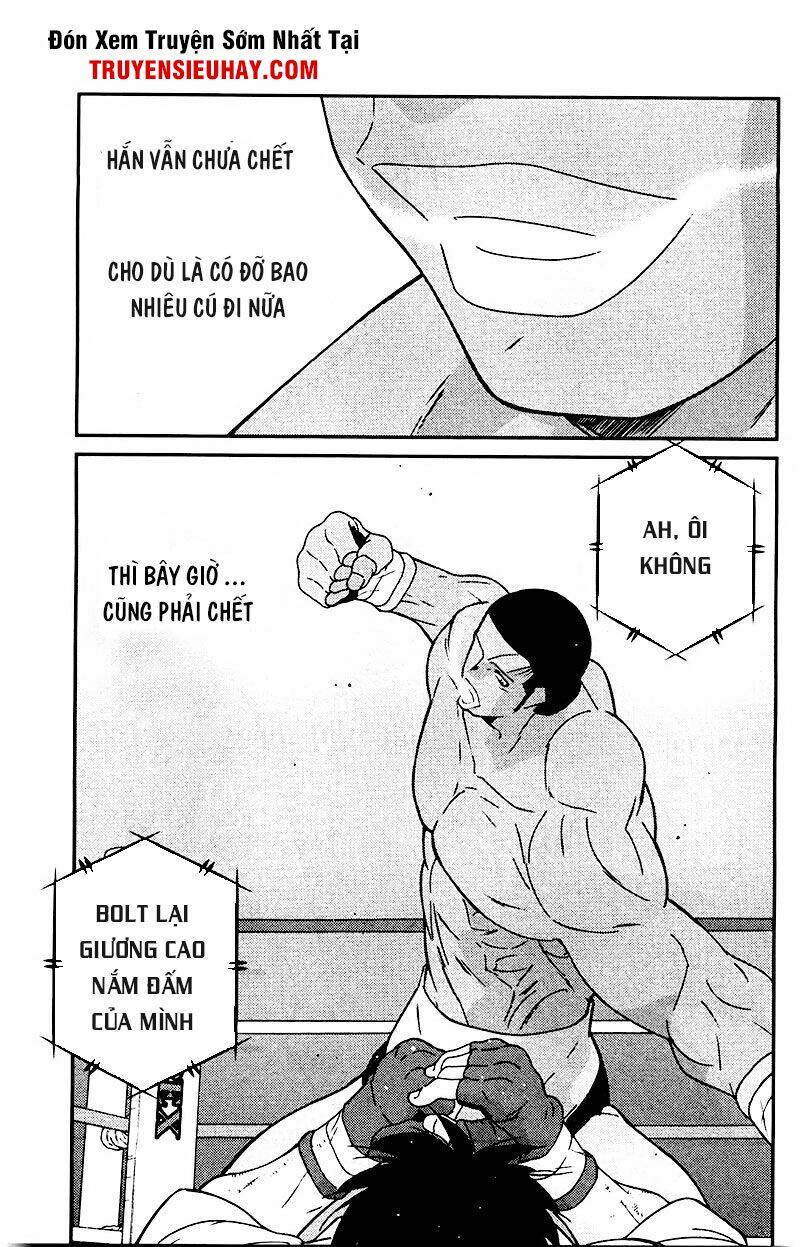 Đón Xem Truyện Sớm Nhất Tại
TRUYENSIEUHAY.COM
HẮN VẪN CHƯA CHẾT
CHO DÙ LÀ CÓ ĐỠ BAO
NHIÊU CÚ ĐI NỮA
AH, ÔI
KHÔNG
THÌ BÂY GIỜ ...
CŨNG PHẢI CHẾT
BOLT LẠI
GIƯƠNG CAO
NẮM ĐẤM
CỦA MÌNH